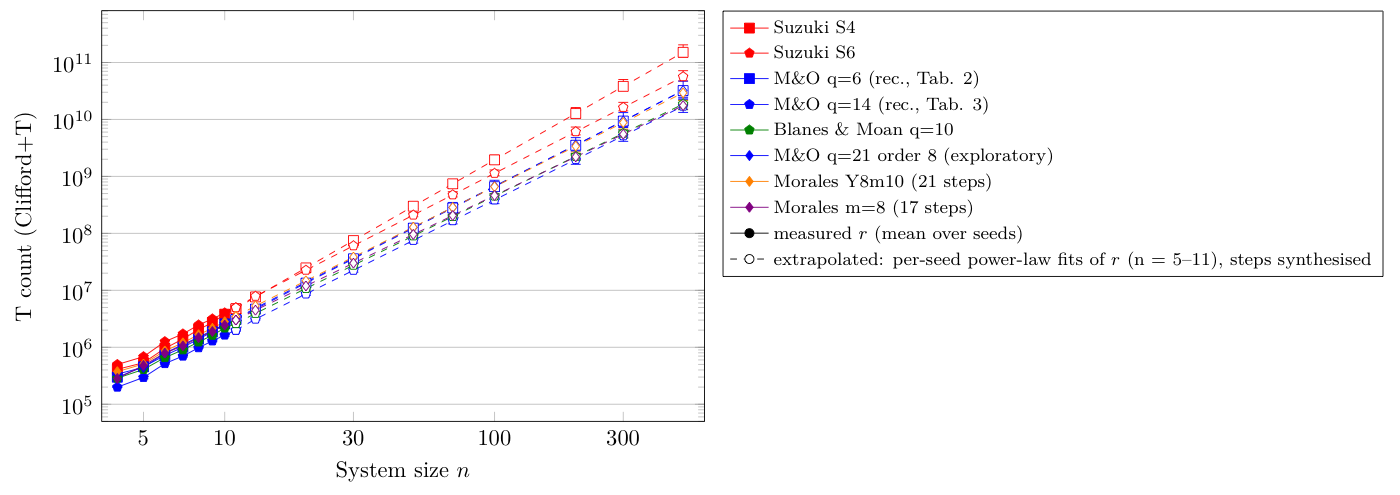 10^11
10^10
10^9
10^8
10^7
10^6
10^5
T count (Clifford+T)
5 10 30 100 300
System size n
Suzuki S4
Suzuki S6
M&O q=6 (rec., Tab. 2)
M&O q=14 (rec., Tab. 3)
Blanes & Moan q=10
M&O q=21 order 8 (exploratory)
Morales Y8m10 (21 steps)
Morales m=8 (17 steps)
measured r (mean over seeds)
extrapolated: per-seed power-law fits of r (n = 5–11), steps synthesised